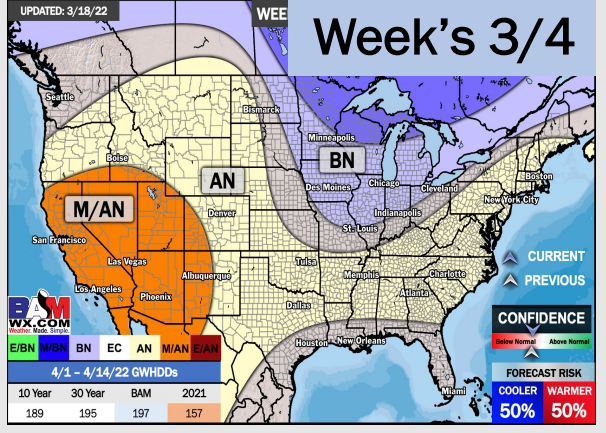 UPDATED: 3/18/22
WEE
Week's 3/4
Seattle
Bismarck
Minneapolis
Boise
BN
AN
Des Moines
Chicago
Cleveland
Boston
New York City
M/AN
Denver
Indianapolis
St. Louis
San Francisco
Las Vegas
Albuquerque
Tulsa
Memphis
Charlotte
CURRENT
PREVIOUS
Los Angeles
Phoenix
Atlanta
Dallas
Houston
New Orleans
Miami
BAM
WX.COM
Weather. Made. Simple.
E/BN M/BN BN EC AN M/AN E/AN
4/1 – 4/14/22 GWHDDs
10 Year 30 Year BAM 2021
189 195 197 157
CONFIDENCE
Below Normal Above Normal
FORECAST RISK
COOLER WARMER
50% 50%